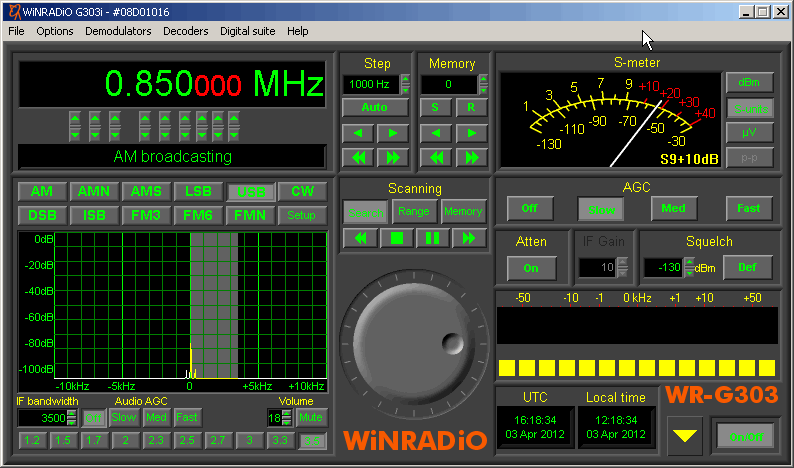 WiNRADiO G303i - #08D01016
File Options Demodulators Decoders Digital suite Help
0.850000 MHz
AM broadcasting
Step
1000 Hz
Auto
Memory
0
S R
S-meter
1 3 5 7 9 +10 +20 +30 +40
-130 -110 -90 -70 -50 -30
S9+10dB
dBm
µV
p-p
AM AMN AMS LSB USB CW
DSB ISB FM3 FM6 FMN Setup
Scanning
Search Range Memory
AGC
Off Slow Med Fast
Atten
On
IF Gain
10
Squelch
-130 dBm Def
0dB
-20dB
-40dB
-60dB
-80dB
-100dB
-10kHz -5kHz 0 +5kHz +10kHz
-50 -10 -1 0 kHz +1 +10 +50
IF bandwidth
3500
Audio AGC
Off Slow Med Fast
Volume
18 Mute
1.2 1.5 1.7 2 2.3 2.5 2.7 3 3.3
WiNRADiO
UTC
16:18:34
03 Apr 2012
Local time
12:18:34
03 Apr 2012
WR-G303
On/Off